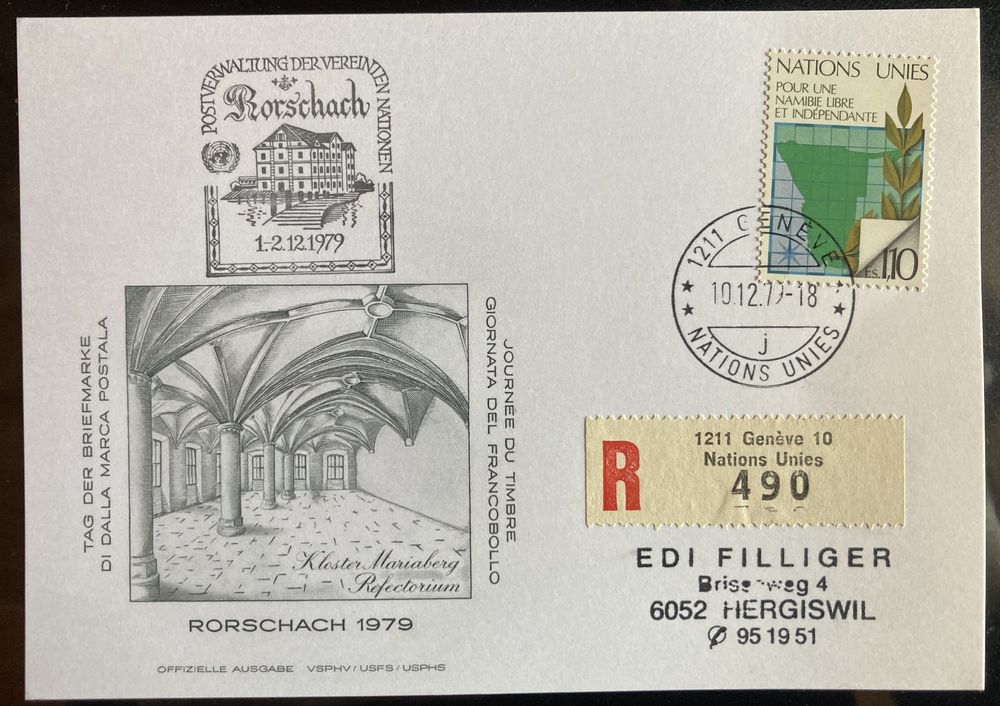 POSTVERWALTUNG DER VEREINTEN NATIONEN
Rorschach
1.-2.12.1979
TAG DER BRIEFMARKE
DI DALLA MARCA POSTALA
JOURNÉE DU TIMBRE
GIORNATA DEL FRANCOBOLLO
Kloster Mariaberg
Refectorium
RORSCHACH 1979
OFFIZIELLE AUSGABE VSPHV / USFS / USPHS
NATIONS UNIES
POUR UNE
NAMIBIE LIBRE
ET INDÉPENDANTE
F.s. 1,10
1211 GENÈVE
10.12.79-18
j
NATIONS UNIES
R
1211 Genève 10
Nations Unies
490
EDI FILLIGER
4
6052 HERGISWIL
95 19 51